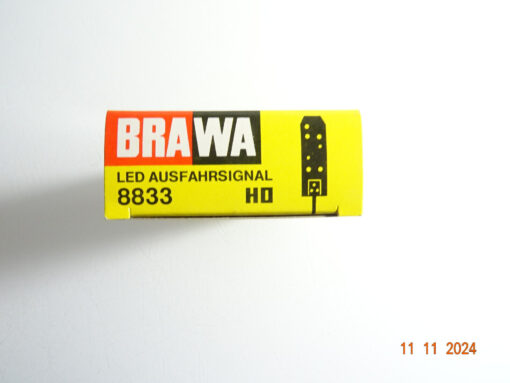 BRAWA
LED AUSFAHRSIGNAL
8833 H0
11 11 2024